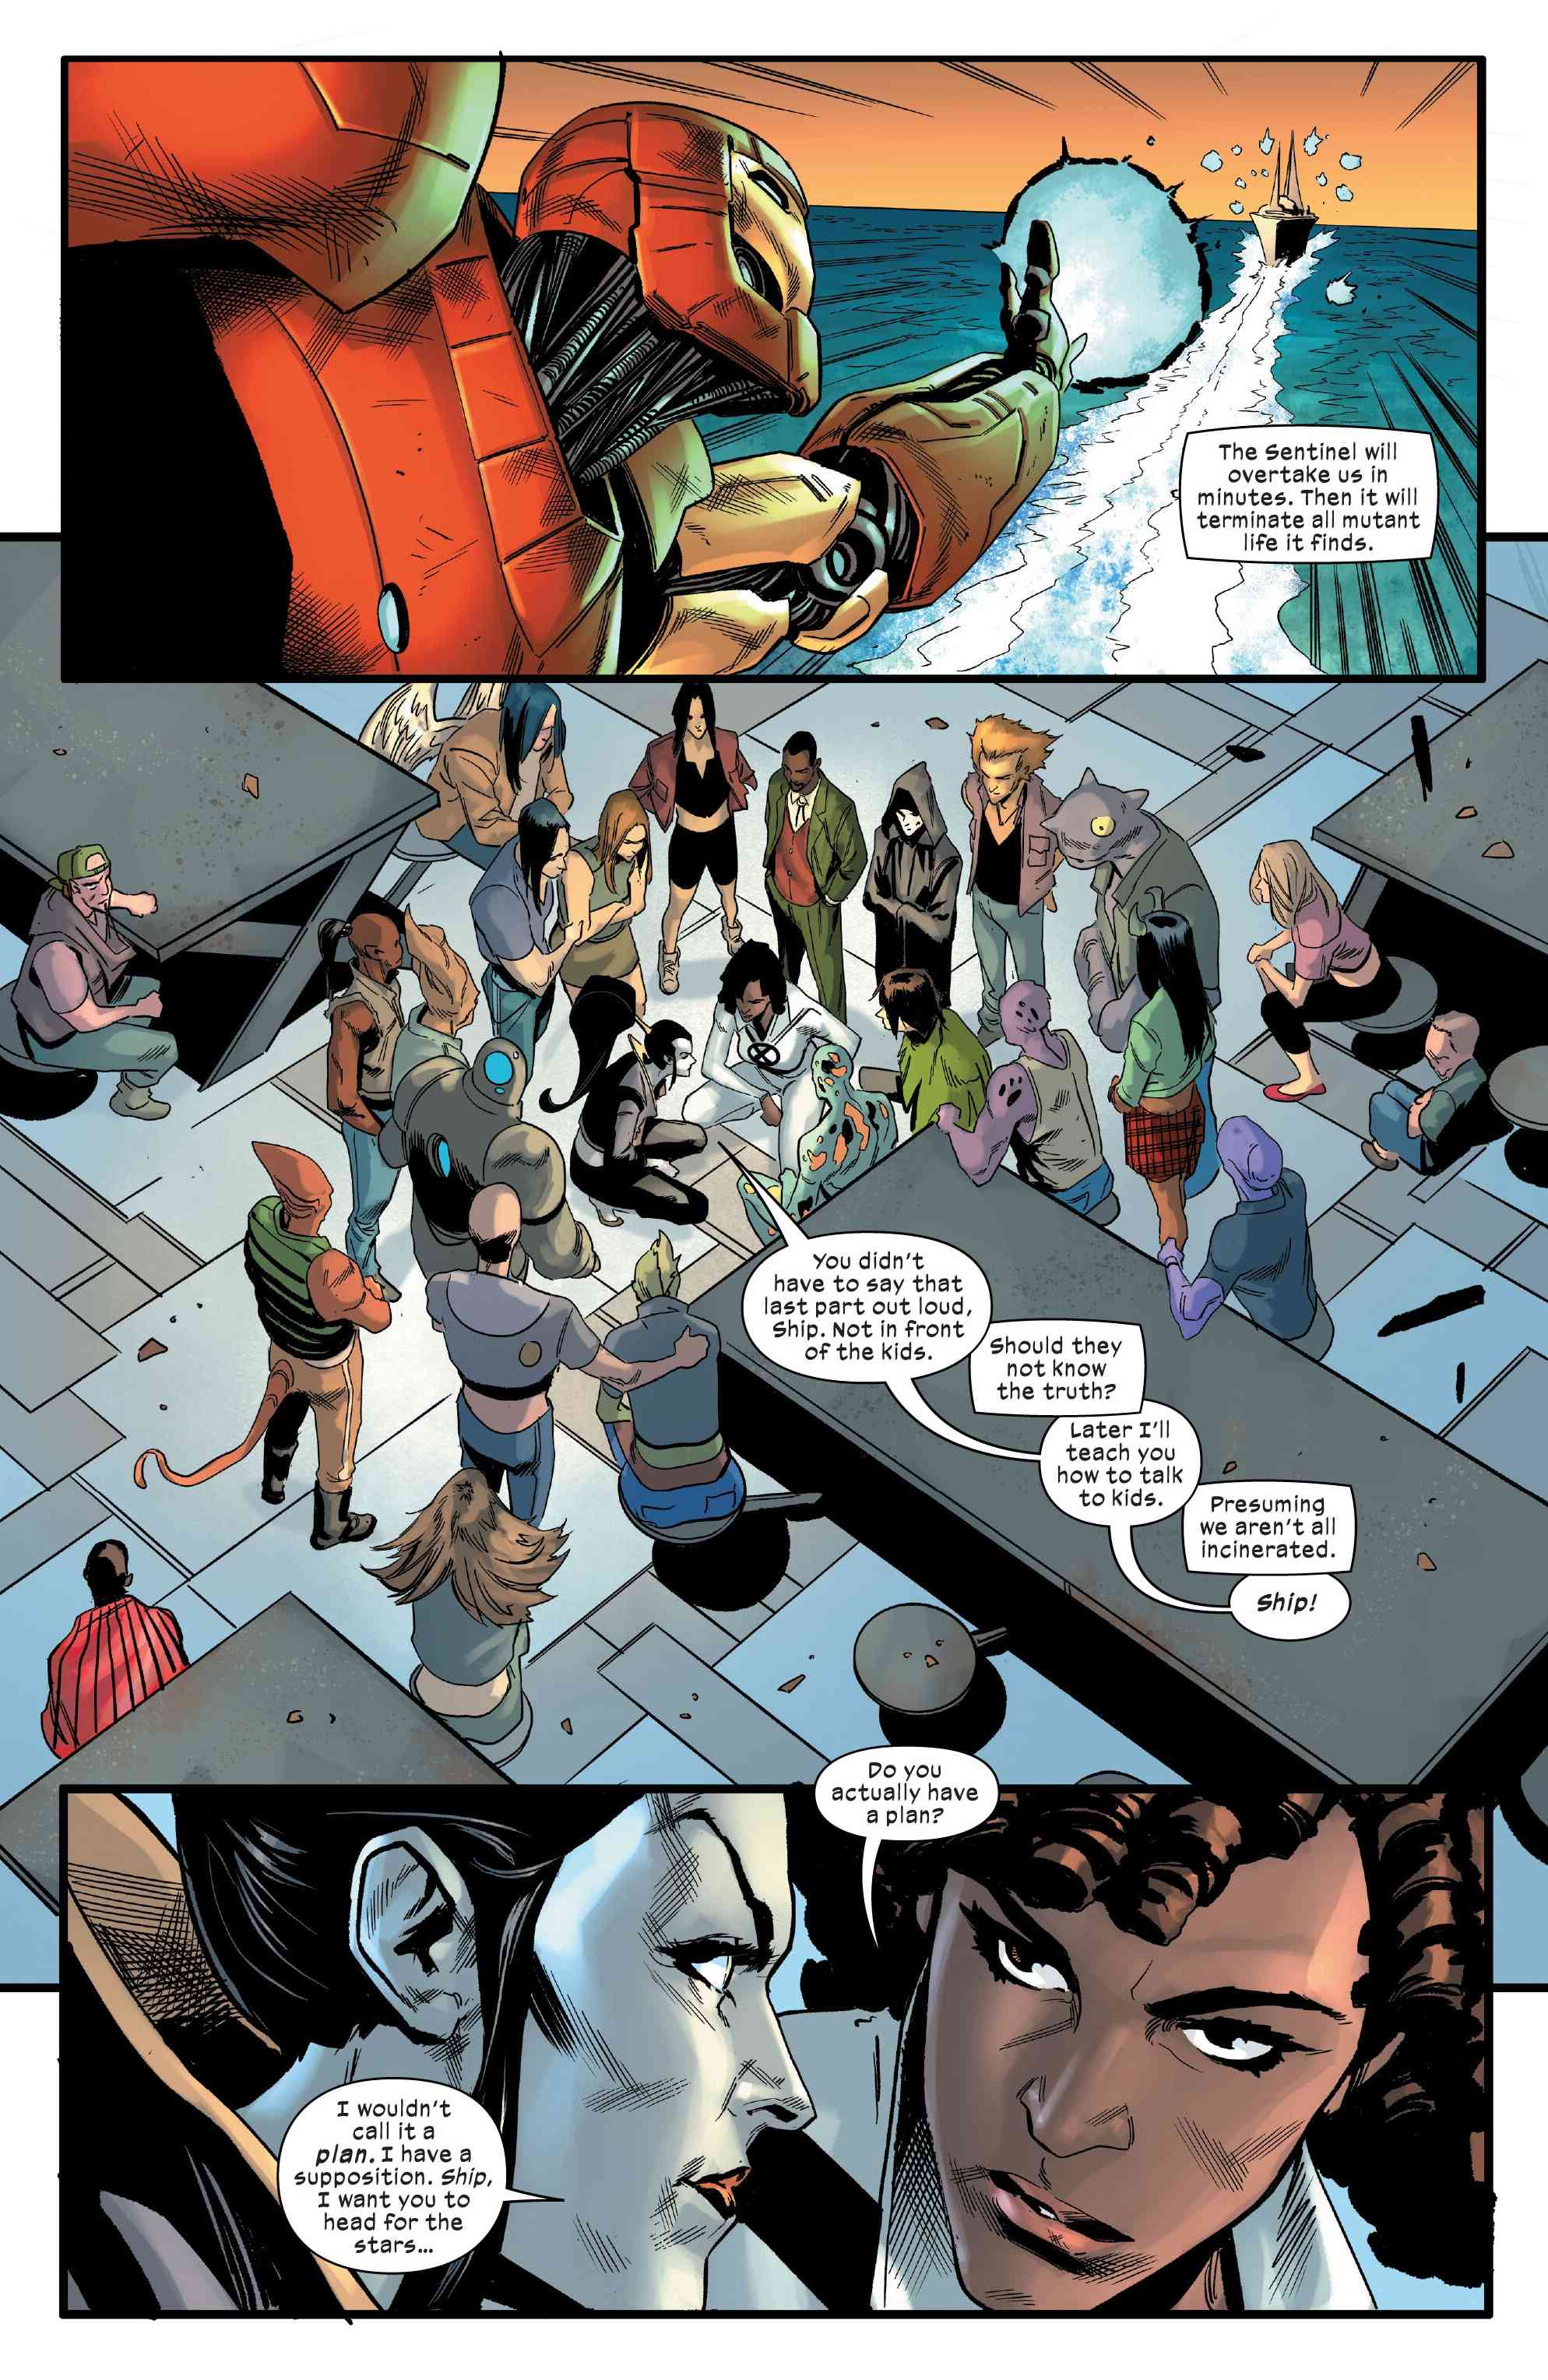 The Sentinel will
overtake us in
minutes. Then it will
terminate all mutant
life it finds.
You didn't
have to say that
last part out loud,
Ship. Not in front
of the kids.
Should they
not know
the truth?
Later I'll
teach you
how to talk
to kids.
Presuming
we aren't all
incinerated.
Ship!
Do you
actually have
a plan?
I wouldn't
call it a
plan. I have a
supposition. Ship,
I want you to
head for the
stars...